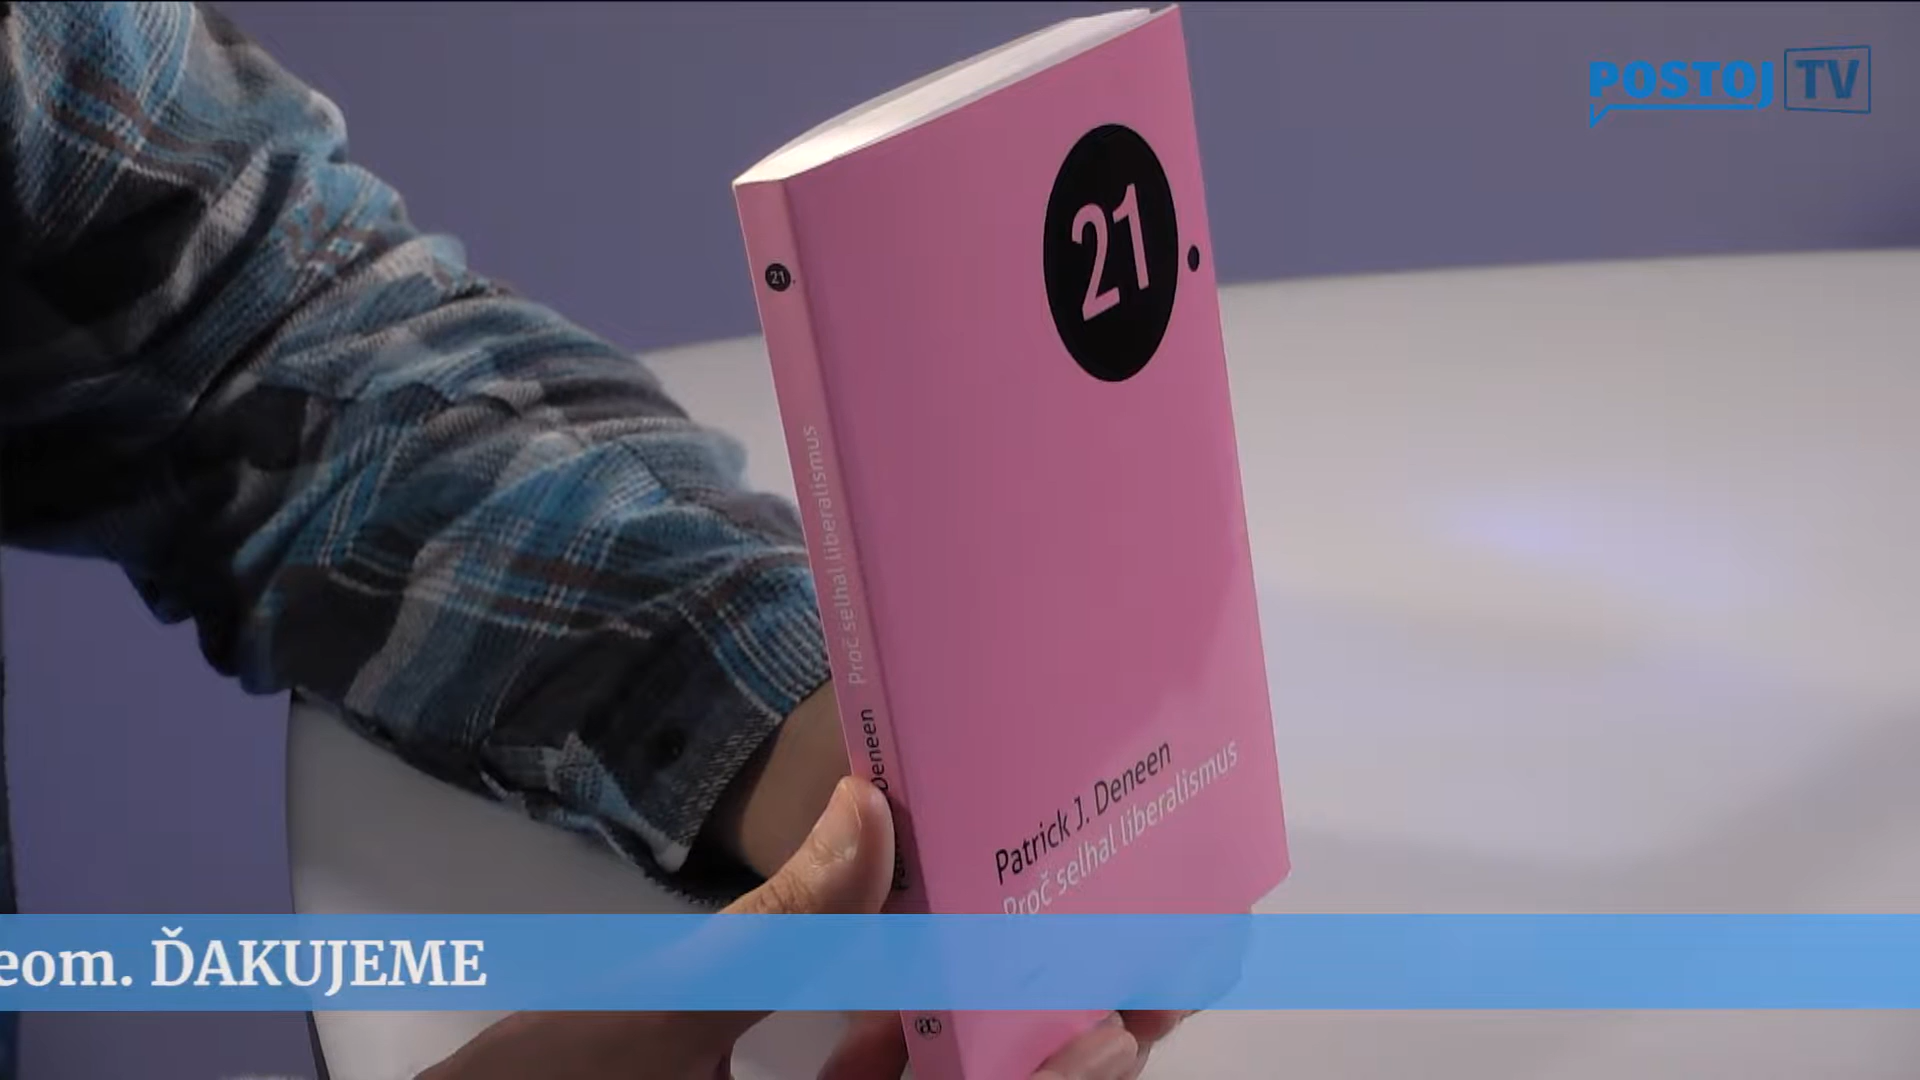 POSTOJ TV
21
21
Proč selhal liberalismus
Deneen
Patrick J. Deneen
Proč selhal liberalismus
eom. ĎAKUJEME